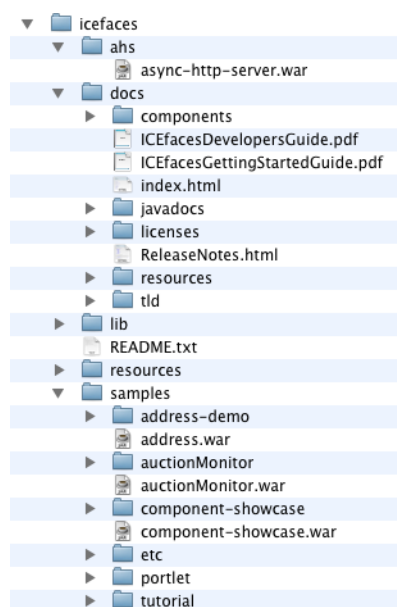 icefaces
ahs
async-http-server.war
docs
components
ICEfacesDevelopersGuide.pdf
ICEfacesGettingStartedGuide.pdf
index.html
javadocs
licenses
ReleaseNotes.html
resources
tld
lib
README.txt
resources
samples
address-demo
address.war
auctionMonitor
auctionMonitor.war
component-showcase
component-showcase.war
etc
portlet
tutorial